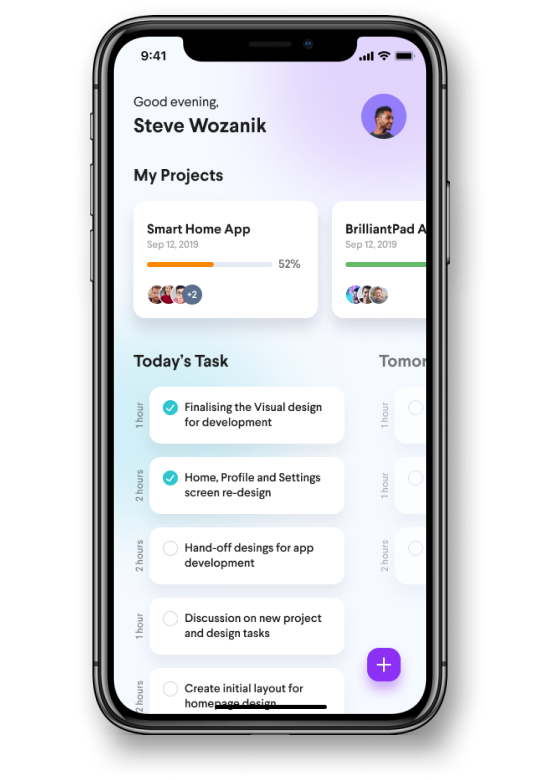 9:41
Good evening,
Steve Wozanik
My Projects
Smart Home App
Sep 12, 2019
52%
+2
BrilliantPad A
Sep 12, 2019
Today's Task
1 hour
Finalising the Visual design
for development
2 hours
Home, Profile and Settings
screen re-design
2 hours
Hand-off desings for app
development
1 hour
Discussion on new project
and design tasks
2 hours
Create initial layout for
homepage design
Tomor
1 hour
1 hour
2 hours